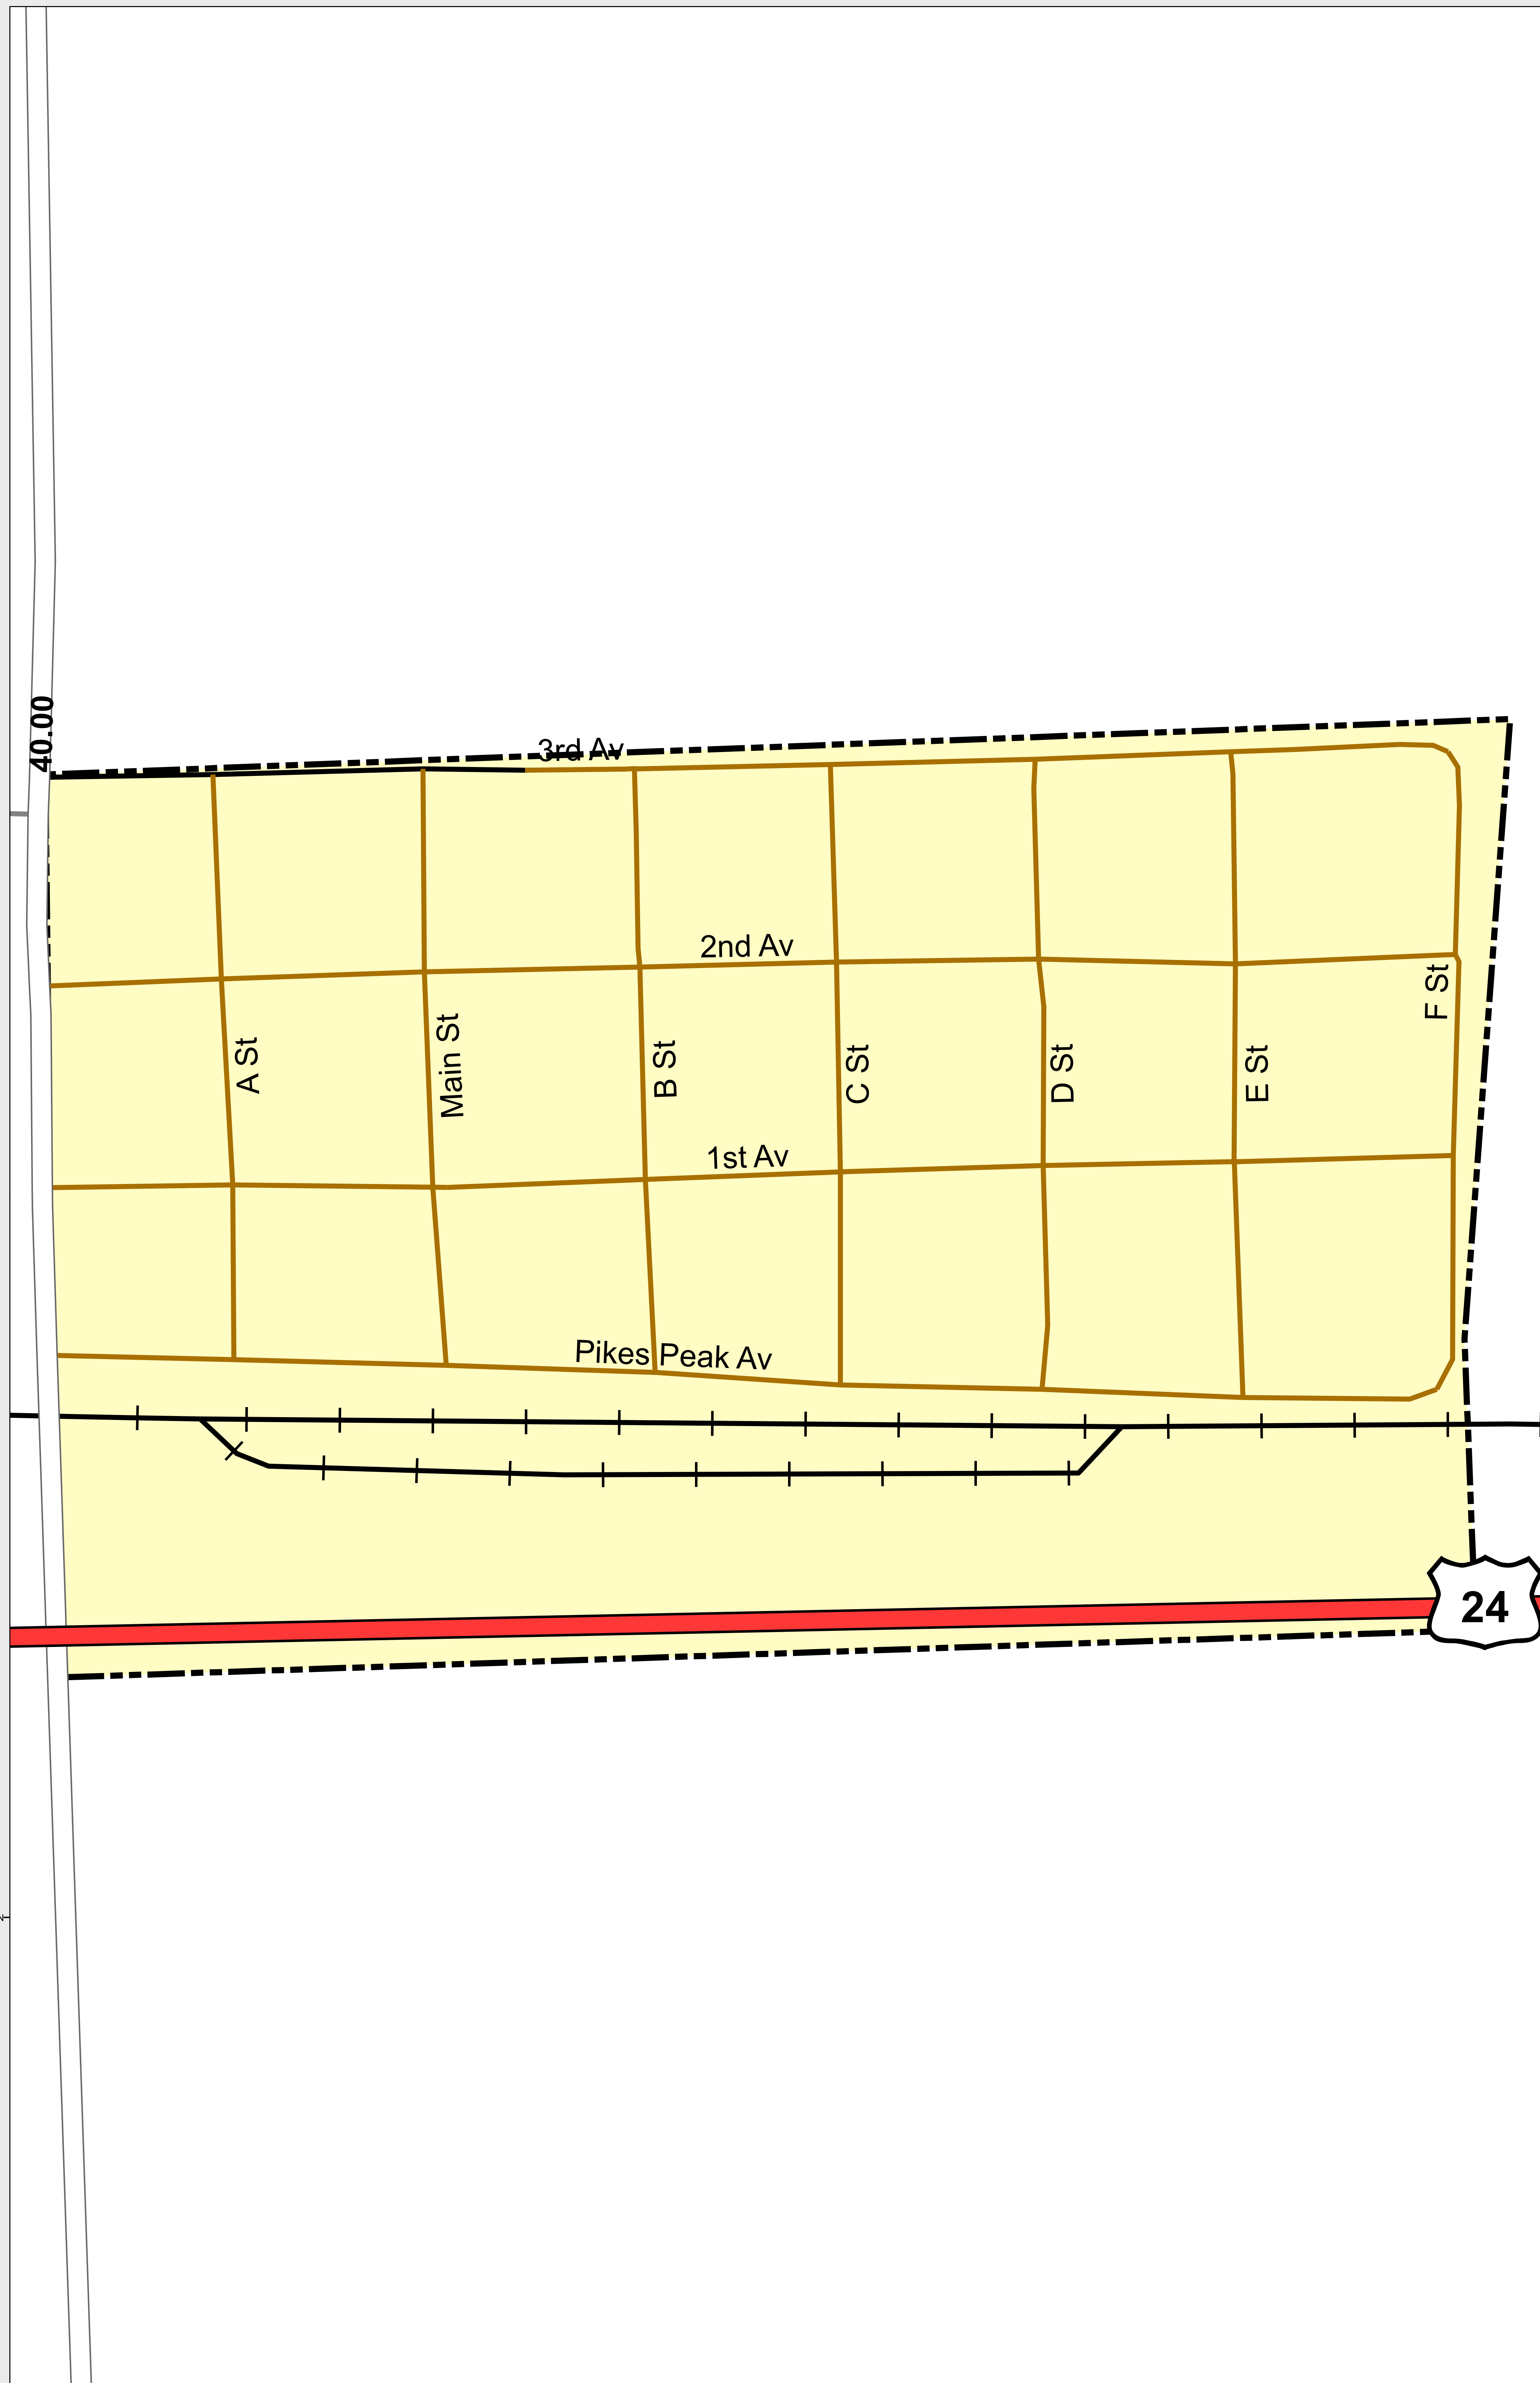 40.00
3rd Av
2nd Av
F St
A St
Main St
B St
C St
D St
E St
1st Av
Pikes Peak Av
24